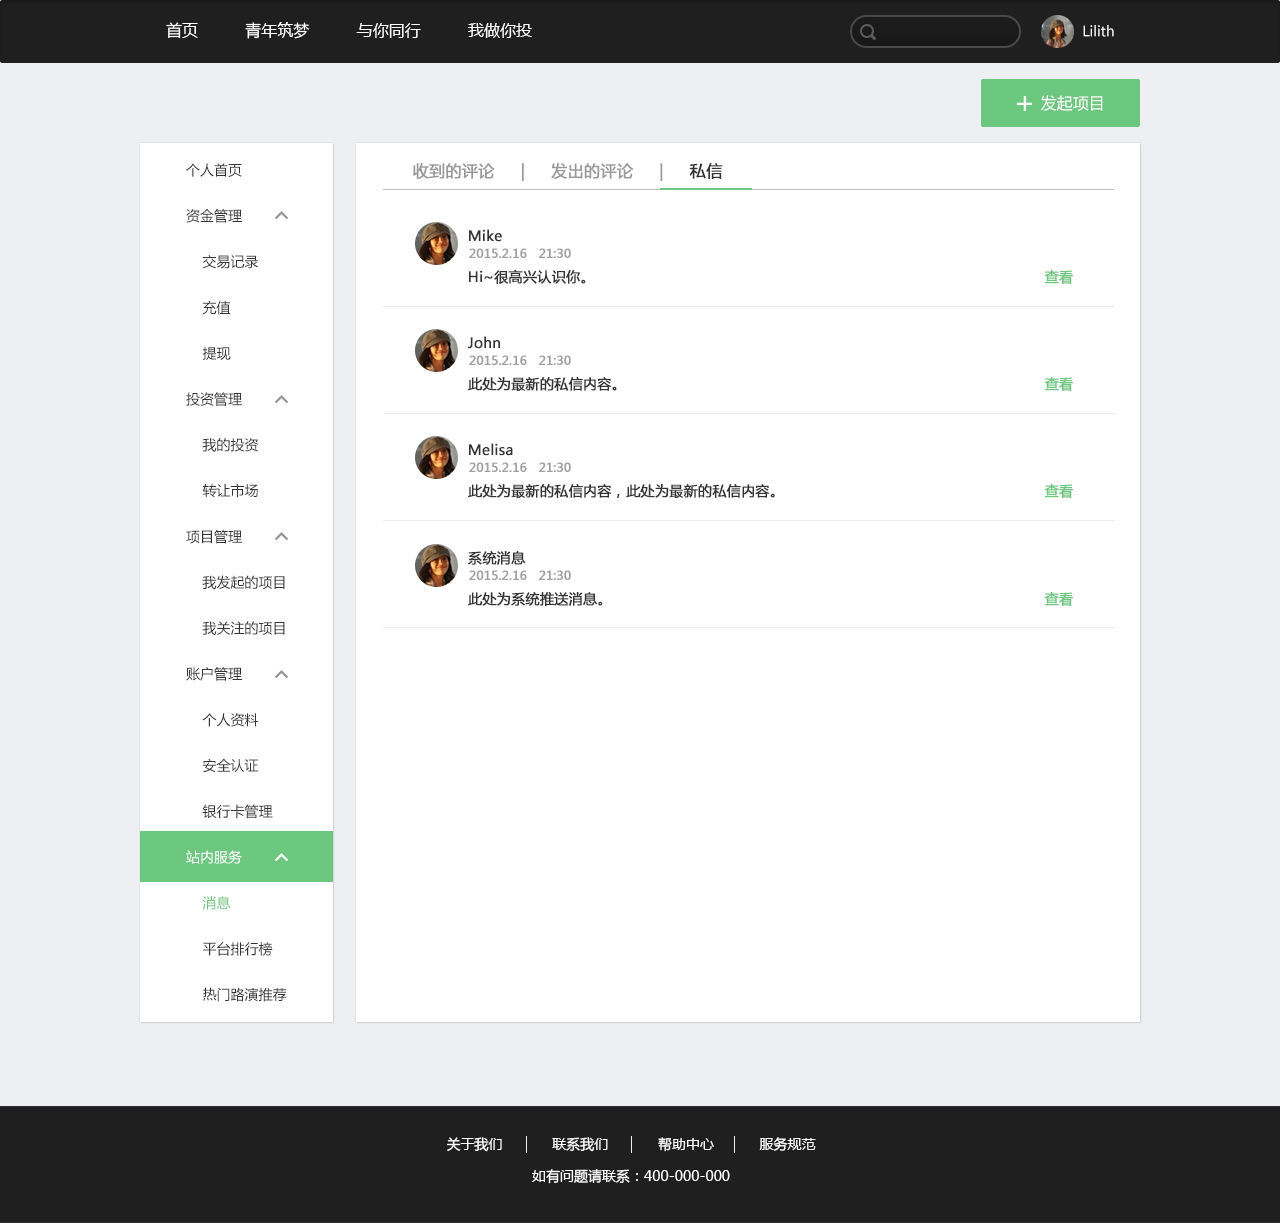 首页 青年筑梦 与你同行 我做你投 Lilith
+ 发起项目
个人首页
资金管理
交易记录
充值
提现
投资管理
我的投资
转让市场
项目管理
我发起的项目
我关注的项目
账户管理
个人资料
安全认证
银行卡管理
站内服务
消息
平台排行榜
热门路演推荐
收到的评论 | 发出的评论 | 私信
Mike
2015.2.16 21:30
Hi~很高兴认识你。 查看
John
2015.2.16 21:30
此处为最新的私信内容。 查看
Melisa
2015.2.16 21:30
此处为最新的私信内容，此处为最新的私信内容。 查看
系统消息
2015.2.16 21:30
此处为系统推送消息。 查看
关于我们 | 联系我们 | 帮助中心 | 服务规范
如有问题请联系：400-000-000